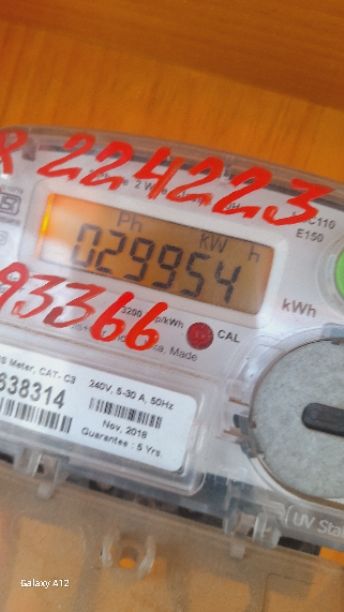 R 224223
C110
E150
Ph kW h
029954
kWh
93366
3200 p/kWh
CAL
Made
Meter, CAT- C3
638314
240V, 5-30 A, 50Hz
Nov, 2018
Guarantee : 5 Yrs.
UV Sta
Galaxy A12